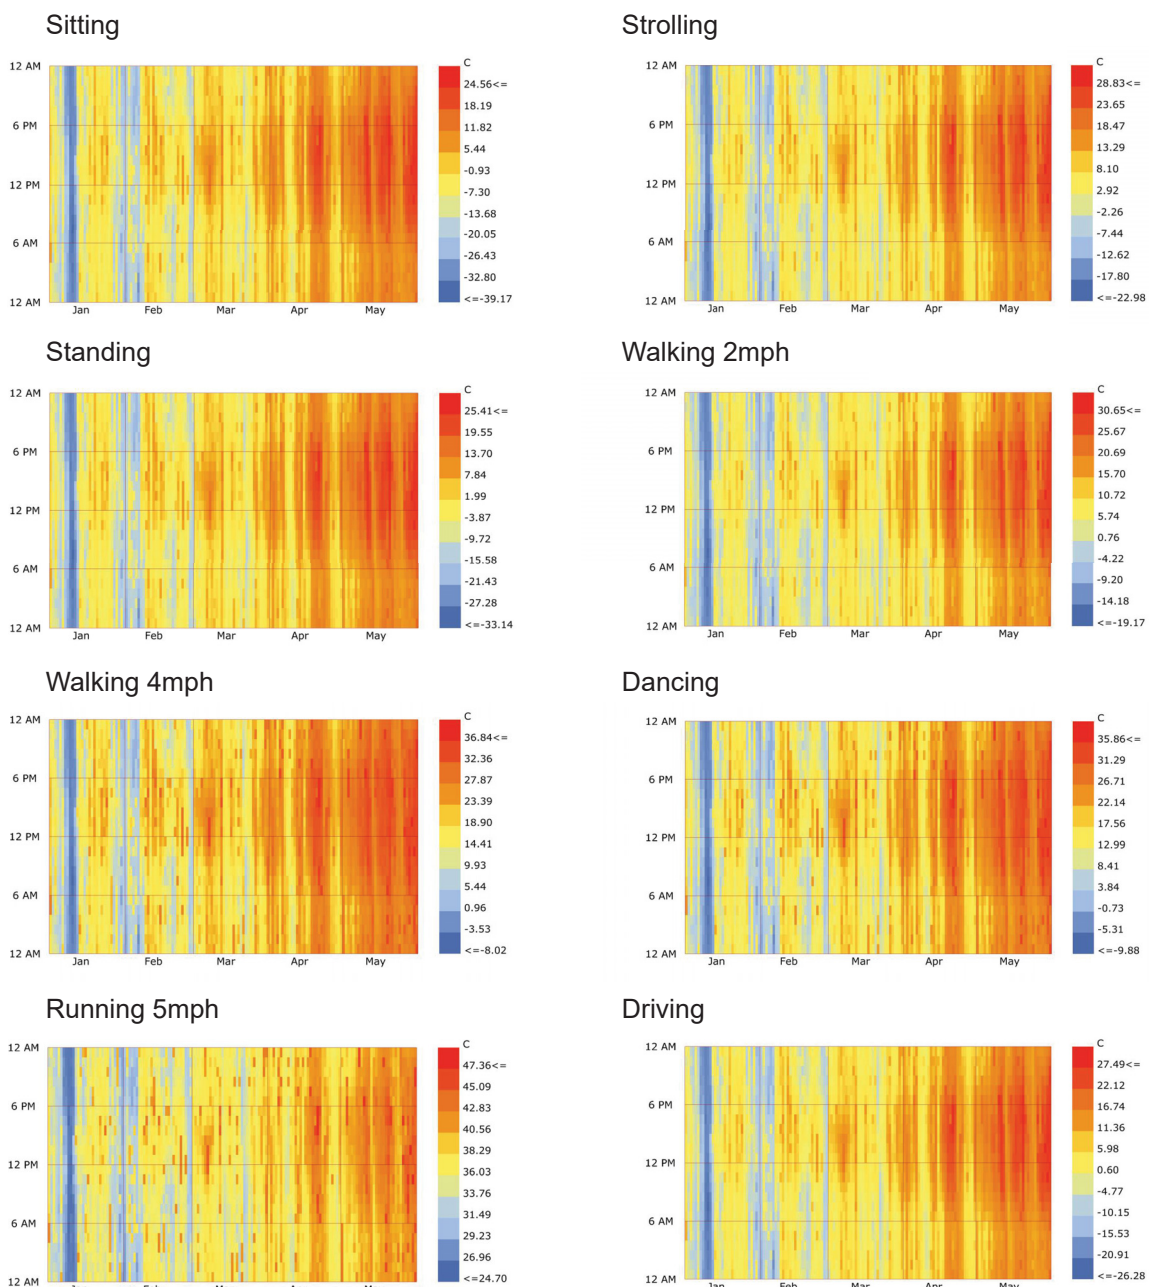 Sitting
12 AM
6 PM
12 PM
6 AM
12 AM
Jan Feb Mar Apr May
C
24.56<=
18.19
11.82
5.44
-0.93
-7.30
-13.68
-20.05
-26.43
-32.80
<=-39.17
Strolling
12 AM
6 PM
12 PM
6 AM
12 AM
Jan Feb Mar Apr May
C
28.83<=
23.65
18.47
13.29
8.10
2.92
-2.26
-7.44
-12.62
-17.80
<=-22.98
Standing
12 AM
6 PM
12 PM
6 AM
12 AM
Jan Feb Mar Apr May
C
25.41<=
19.55
13.70
7.84
1.99
-3.87
-9.72
-15.58
-21.43
-27.28
<=-33.14
Walking 2mph
12 AM
6 PM
12 PM
6 AM
12 AM
Jan Feb Mar Apr May
C
30.65<=
25.67
20.69
15.70
10.72
5.74
0.76
-4.22
-9.20
-14.18
<=-19.17
Walking 4mph
12 AM
6 PM
12 PM
6 AM
12 AM
Jan Feb Mar Apr May
C
36.84<=
32.36
27.87
23.39
18.90
14.41
9.93
5.44
0.96
-3.53
<=-8.02
Dancing
12 AM
6 PM
12 PM
6 AM
12 AM
Jan Feb Mar Apr May
C
35.86<=
31.29
26.71
22.14
17.56
12.99
8.41
3.84
-0.73
-5.31
<=-9.88
Running 5mph
12 AM
6 PM
12 PM
6 AM
12 AM
C
47.36<=
45.09
42.83
40.56
38.29
36.03
33.76
31.49
29.23
26.96
<=24.70
Driving
12 AM
6 PM
12 PM
6 AM
12 AM
Jan Feb Mar Apr May
C
27.49<=
22.12
16.74
11.36
5.98
0.60
-4.77
-10.15
-15.53
-20.91
<=-26.28